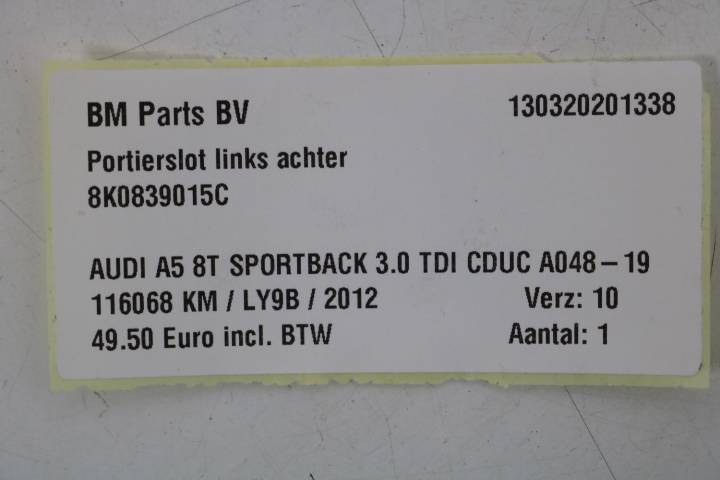 BM Parts BV 130320201338
Portierslot links achter
8K0839015C
AUDI A5 8T SPORTBACK 3.0 TDI CDUC A048-19
116068 KM / LY9B / 2012 Verz: 10
49.50 Euro incl. BTW Aantal: 1